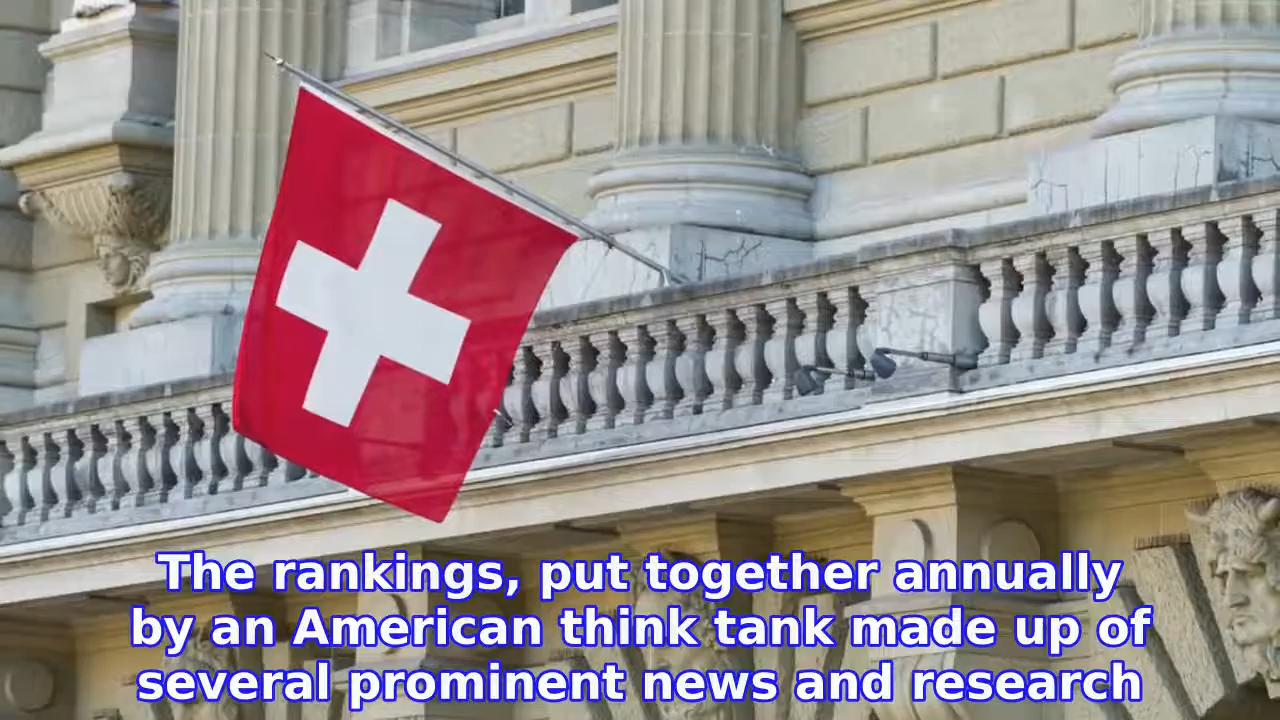 The rankings, put together annually
by an American think tank made up of
several prominent news and research